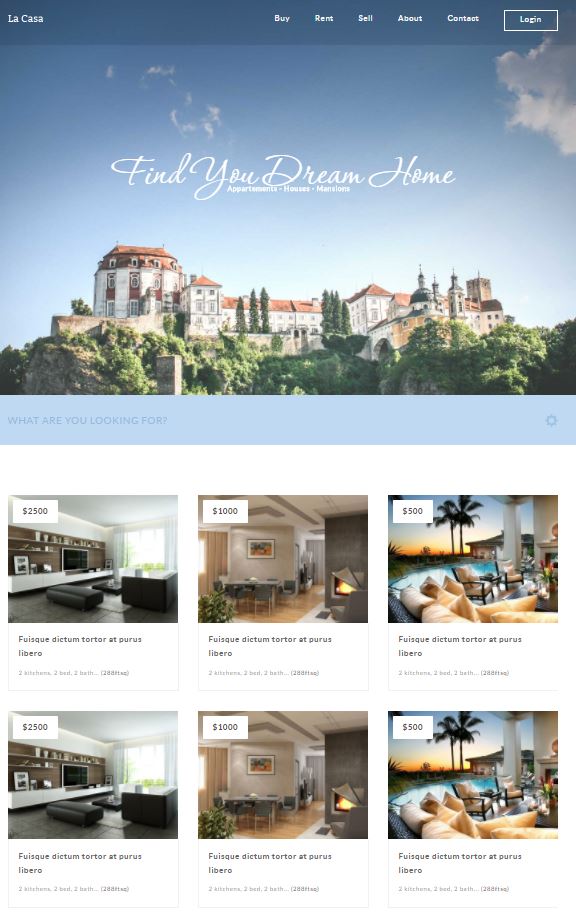 La Casa Buy Rent Sell About Contact Login
Find You Dream Home
Appartements - Houses - Mansions
WHAT ARE YOU LOOKING FOR?
$2500 $1000 $500
Fuisque dictum tortor at purus Fuisque dictum tortor at purus Fuisque dictum tortor at purus
libero libero libero
2 kitchens, 2 bed, 2 bath... (288ftsq) 2 kitchens, 2 bed, 2 bath... (288ftsq) 2 kitchens, 2 bed, 2 bath... (288ftsq)
$2500 $1000 $500
Fuisque dictum tortor at purus Fuisque dictum tortor at purus Fuisque dictum tortor at purus
libero libero libero
2 kitchens, 2 bed, 2 bath... (288ftsq) 2 kitchens, 2 bed, 2 bath... (288ftsq) 2 kitchens, 2 bed, 2 bath... (288ftsq)